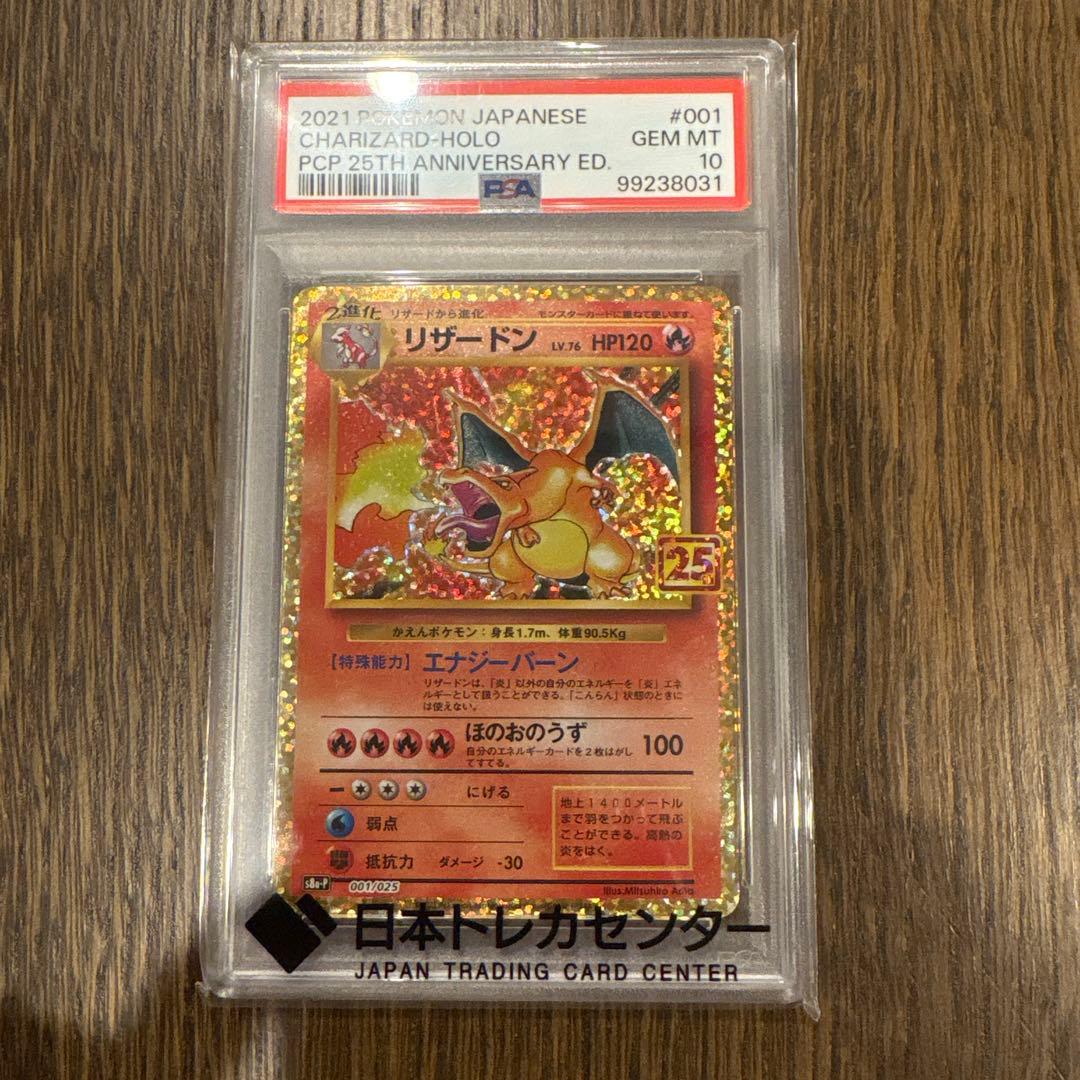 2021 POKEMON JAPANESE #001
CHARIZARD-HOLO GEM MT
PCP 25TH ANNIVERSARY ED. 10
PSA 99238031
2進化 リザードから進化 モンスターカードに重ねて使います。
リザードン LV.76 HP120
25
かえんポケモン:身長1.7m、体重90.5Kg
【特殊能力】エナジーバーン
リザードンは、「炎」以外の自分のエネルギーを「炎」エネ
ルギーとして扱うことができる。「こんらん」状態のときに
は使えない。
ほのおのうず 100
自分のエネルギーカードを2枚はがし
てすてる。
にげる
弱点
抵抗力 ダメージ -30
地上1400メートル
まで羽をつかって飛ぶ
ことができる。高熱の
炎をはく。
s8a-P 001/025 Illus.Mitsuhiro Arita
日本トレカセンター
JAPAN TRADING CARD CENTER